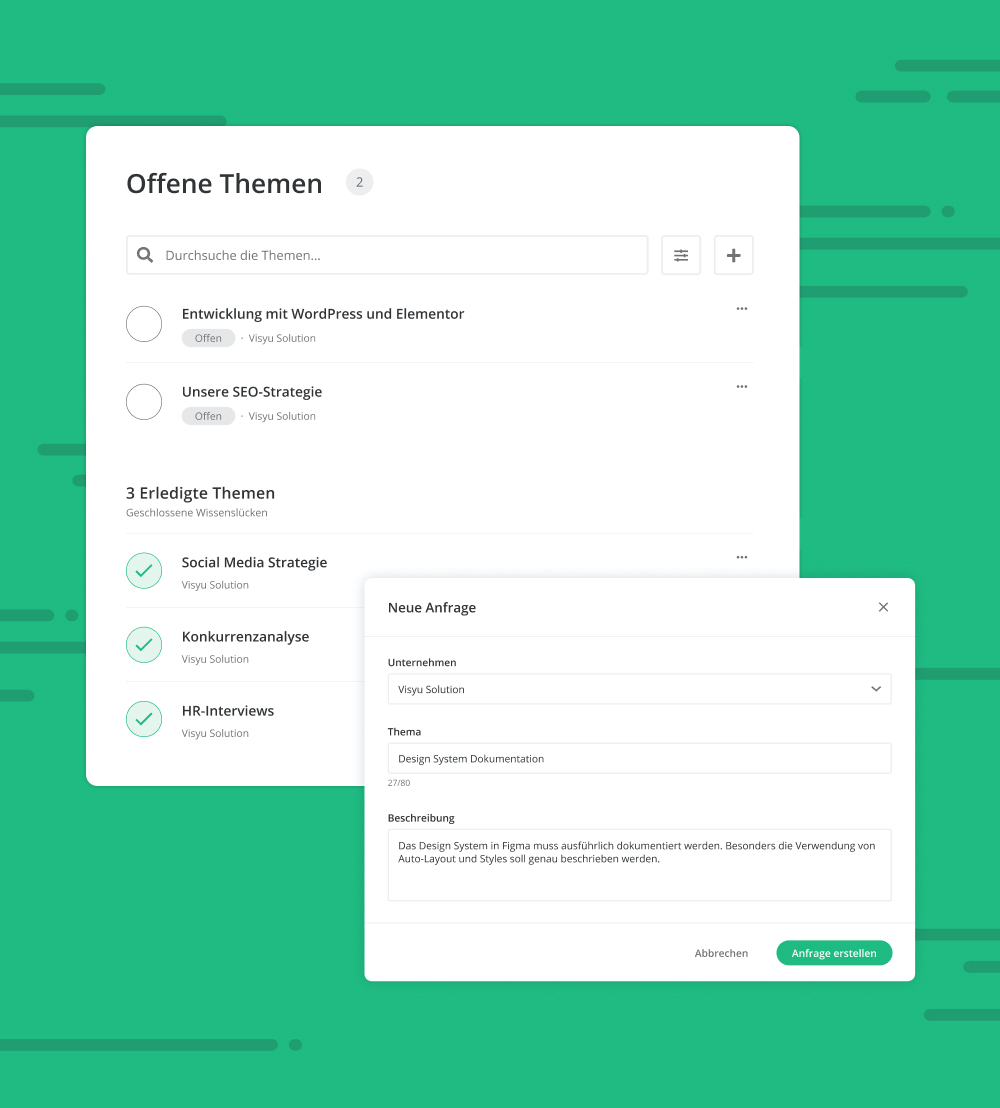 Offene Themen 2
Durchsuche die Themen...
Entwicklung mit WordPress und Elementor
Offen · Visyu Solution
Unsere SEO-Strategie
Offen · Visyu Solution
3 Erledigte Themen
Geschlossene Wissenslücken
Social Media Strategie
Visyu Solution
Konkurrenzanalyse
Visyu Solution
HR-Interviews
Visyu Solution
Neue Anfrage
Unternehmen
Visyu Solution
Thema
Design System Dokumentation
27/80
Beschreibung
Das Design System in Figma muss ausführlich dokumentiert werden. Besonders die Verwendung von
Auto-Layout und Styles soll genau beschrieben werden.
Abbrechen Anfrage erstellen